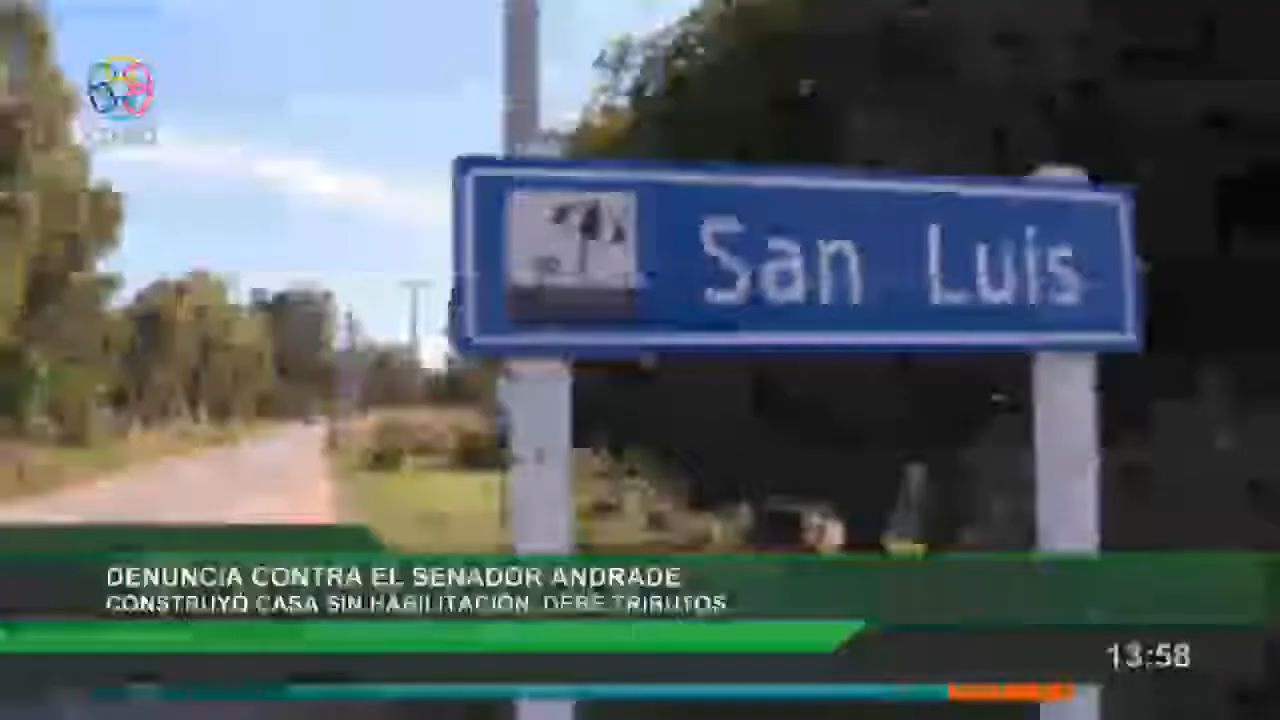 San Luis
DENUNCIA CONTRA EL SENADOR ANDRADE
CONSTRUYÓ CASA SIN HABILITACIÓN, DEBE TRIBUTOS
13:58